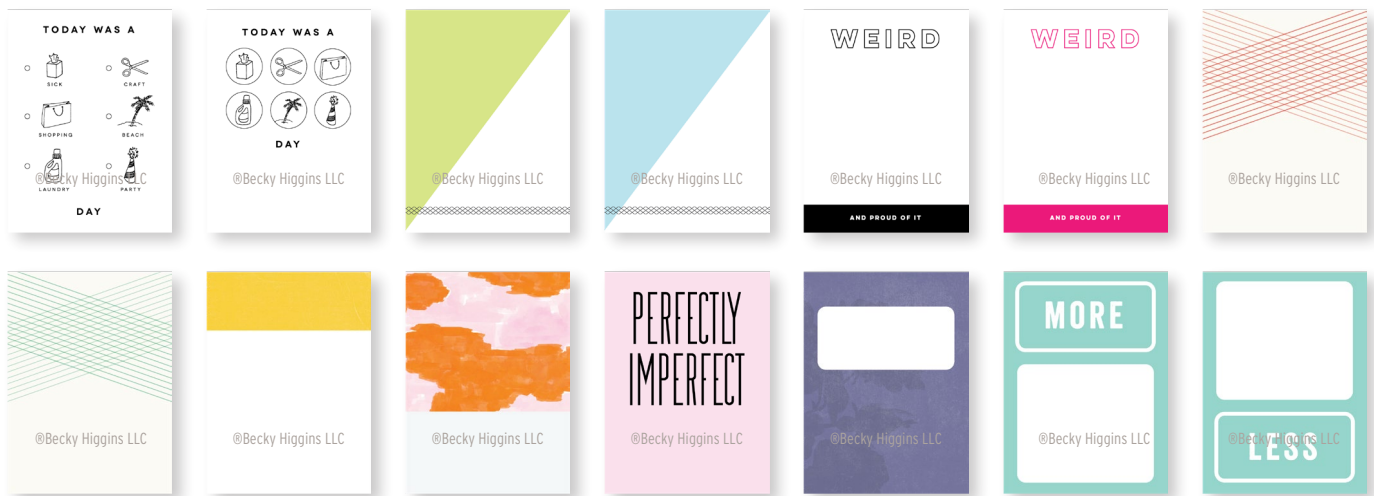 TODAY WAS A
SICK
CRAFT
SHOPPING
BEACH
LAUNDRY
PARTY
DAY
®Becky Higgins LLC
TODAY WAS A
DAY
®Becky Higgins LLC
®Becky Higgins LLC
®Becky Higgins LLC
WEIRD
®Becky Higgins LLC
AND PROUD OF IT
WEIRD
®Becky Higgins LLC
AND PROUD OF IT
®Becky Higgins LLC
®Becky Higgins LLC
®Becky Higgins LLC
®Becky Higgins LLC
PERFECTLY
IMPERFECT
®Becky Higgins LLC
®Becky Higgins LLC
MORE
®Becky Higgins LLC
LESS
®Becky Higgins LLC